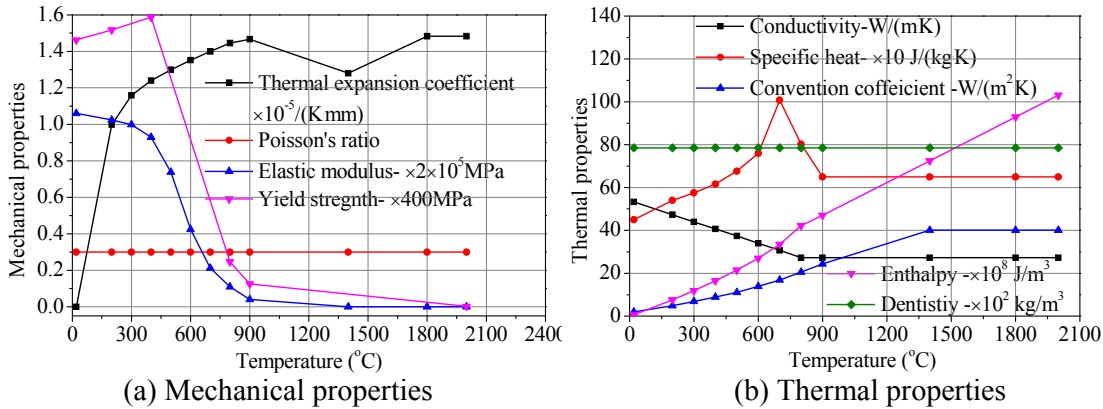 Mechanical properties
1.6
1.4
1.2
1.0
0.8
0.6
0.4
0.2
0.0
Thermal expansion coefficient
×10⁻⁵/(Kmm)
Poisson's ratio
Elastic modulus- ×2×10⁵MPa
Yield stregnth- ×400MPa
0 300 600 900 1200 1500 1800 2100 2400
Temperature (°C)
(a) Mechanical properties
Thermal properties
140
120
100
80
60
40
20
0
Conductivity-W/(mK)
Specific heat- ×10 J/(kgK)
Convention coffeicient -W/(m²K)
Enthalpy -×10⁸ J/m³
Dentistiy -×10² kg/m³
0 300 600 900 1200 1500 1800 2100
Temperature (°C)
(b) Thermal properties